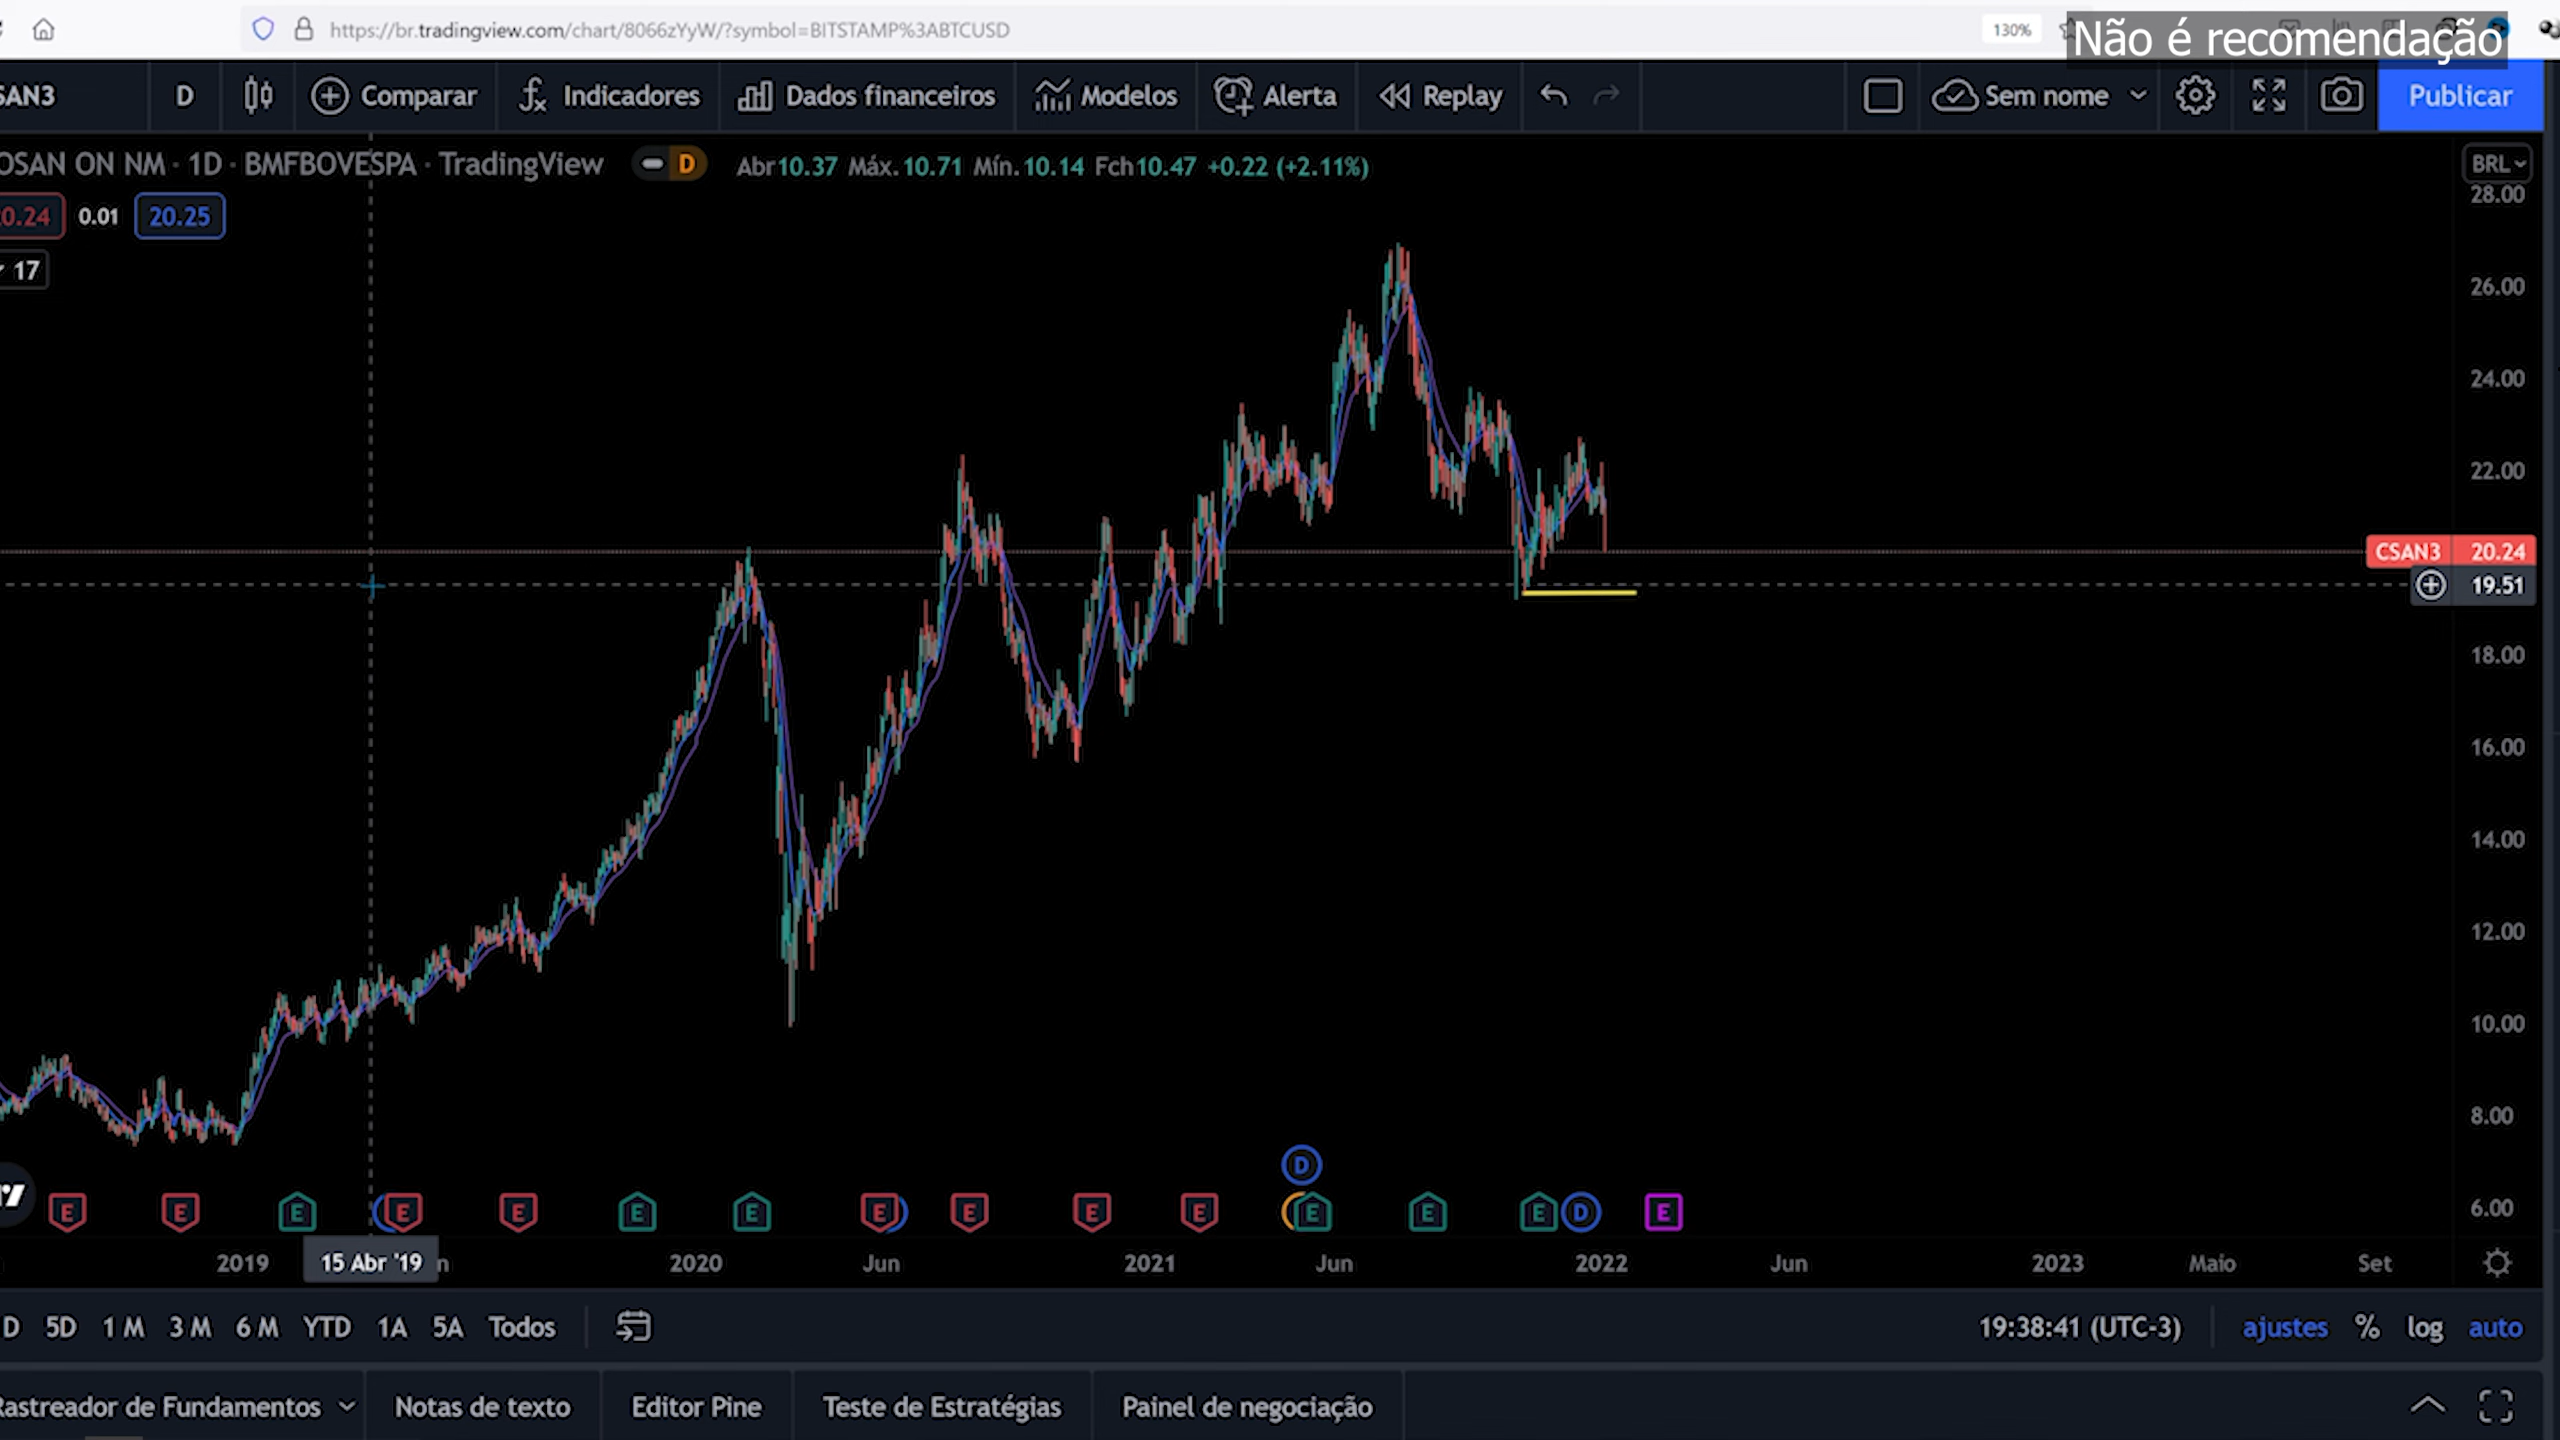 https://br.tradingview.com/chart/8066zYyW/?symbol=BITSTAMP%3ABTCUSD
130%
Não é recomendação
SAN3
D
Comparar
Indicadores
Dados financeiros
Modelos
Alerta
Replay
Sem nome
Publicar
OSAN ON NM · 1D · BMFBOVESPA · TradingView
D
Abr10.37 Máx.10.71 Mín.10.14 Fch10.47 +0.22 (+2.11%)
BRL
28.00
0.24
0.01
20.25
17
26.00
24.00
22.00
CSAN3 20.24
19.51
18.00
16.00
14.00
12.00
10.00
8.00
6.00
D
E E E E E E E E E E E E E E D E
2019
15 Abr '19
n
2020
Jun
2021
Jun
2022
Jun
2023
Maio
Set
D 5D 1 M 3 M 6 M YTD 1A 5A Todos
19:38:41 (UTC-3)
ajustes % log auto
Rastreador de Fundamentos
Notas de texto
Editor Pine
Teste de Estratégias
Painel de negociação